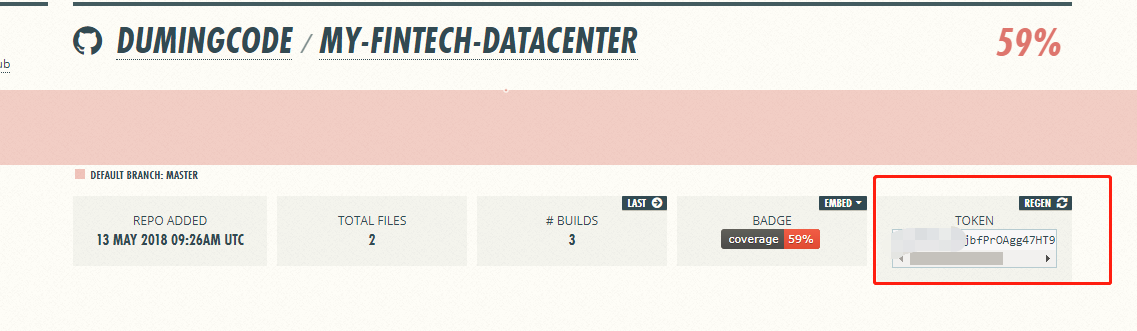 ub
DUMINGCODE / MY-FINTECH-DATACENTER
59%
DEFAULT BRANCH: MASTER
REPO ADDED
13 MAY 2018 09:26AM UTC
TOTAL FILES
2
LAST
# BUILDS
3
EMBED
BADGE
coverage 59%
REGEN
TOKEN
jbfPrOAgg47HT9